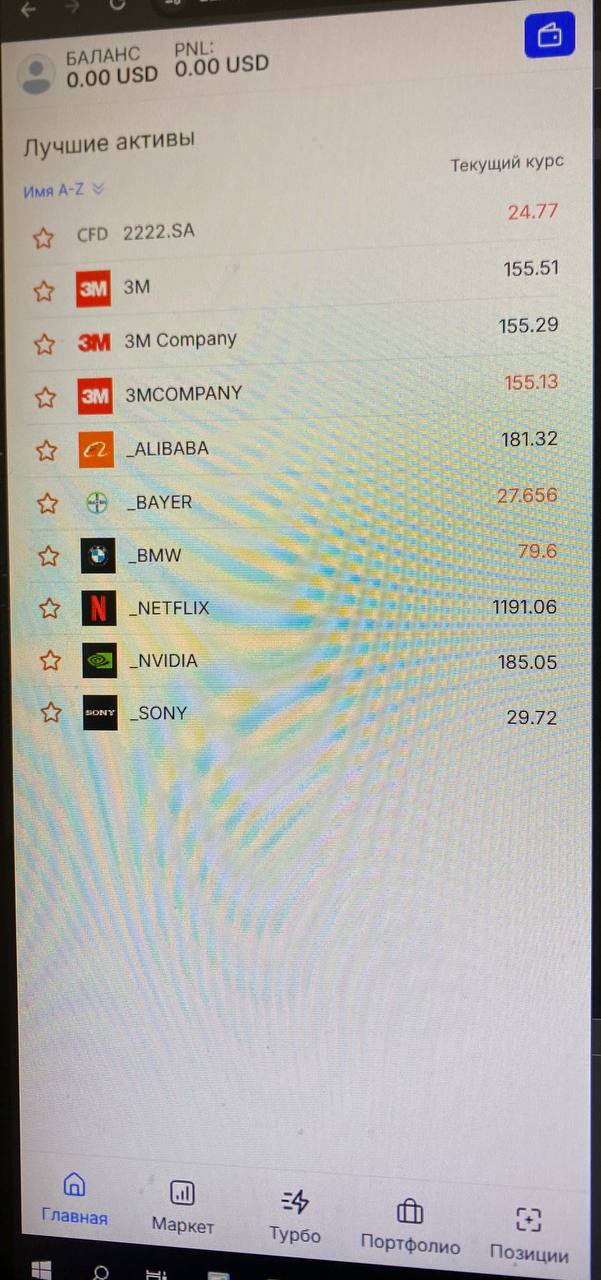 БАЛАНС PNL:
0.00 USD 0.00 USD
Лучшие активы
Имя A-Z Текущий курс
CFD 2222.SA 24.77
3M 3M 155.51
3M 3M Company 155.29
3M 3MCOMPANY 155.13
_ALIBABA 181.32
_BAYER 27.656
_BMW 79.6
N _NETFLIX 1191.06
_NVIDIA 185.05
SONY _SONY 29.72
Главная Маркет Турбо Портфолио Позиции